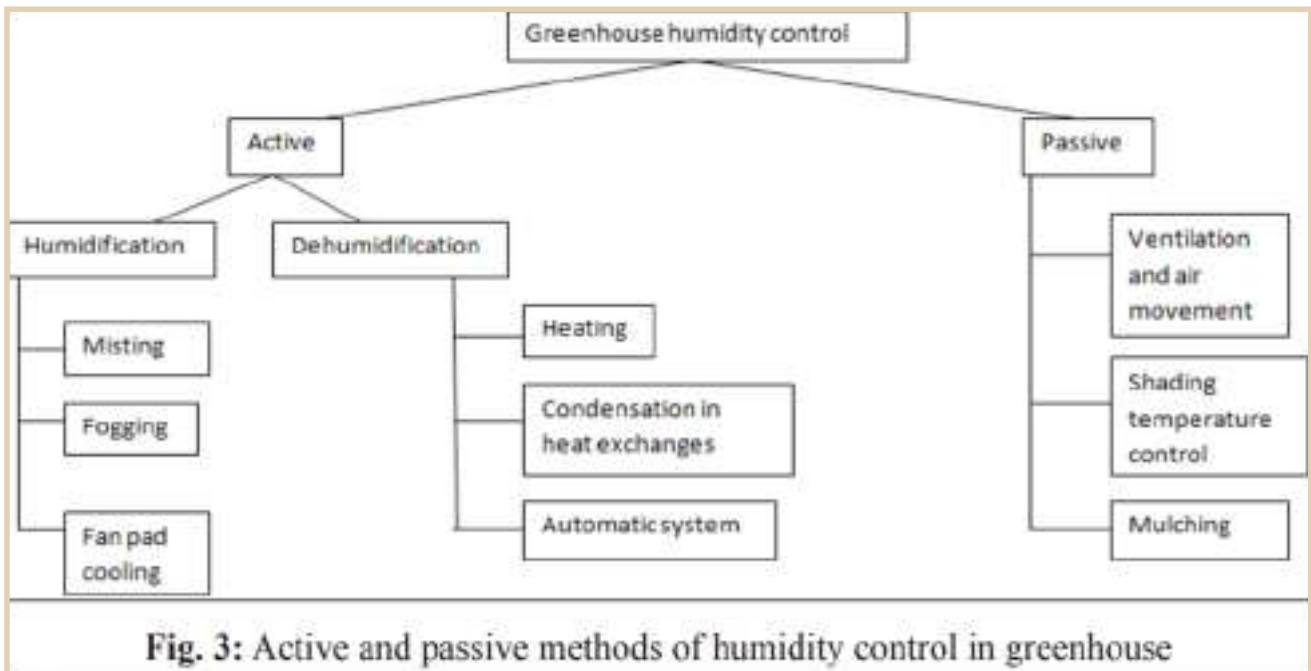 Greenhouse humidity control
Active
Passive
Humidification
Dehumidification
Misting
Fogging
Fan pad
cooling
Heating
Condensation in
heat exchanges
Automatic system
Ventilation
and air
movement
Shading
temperature
control
Mulching
Fig. 3: Active and passive methods of humidity control in greenhouse